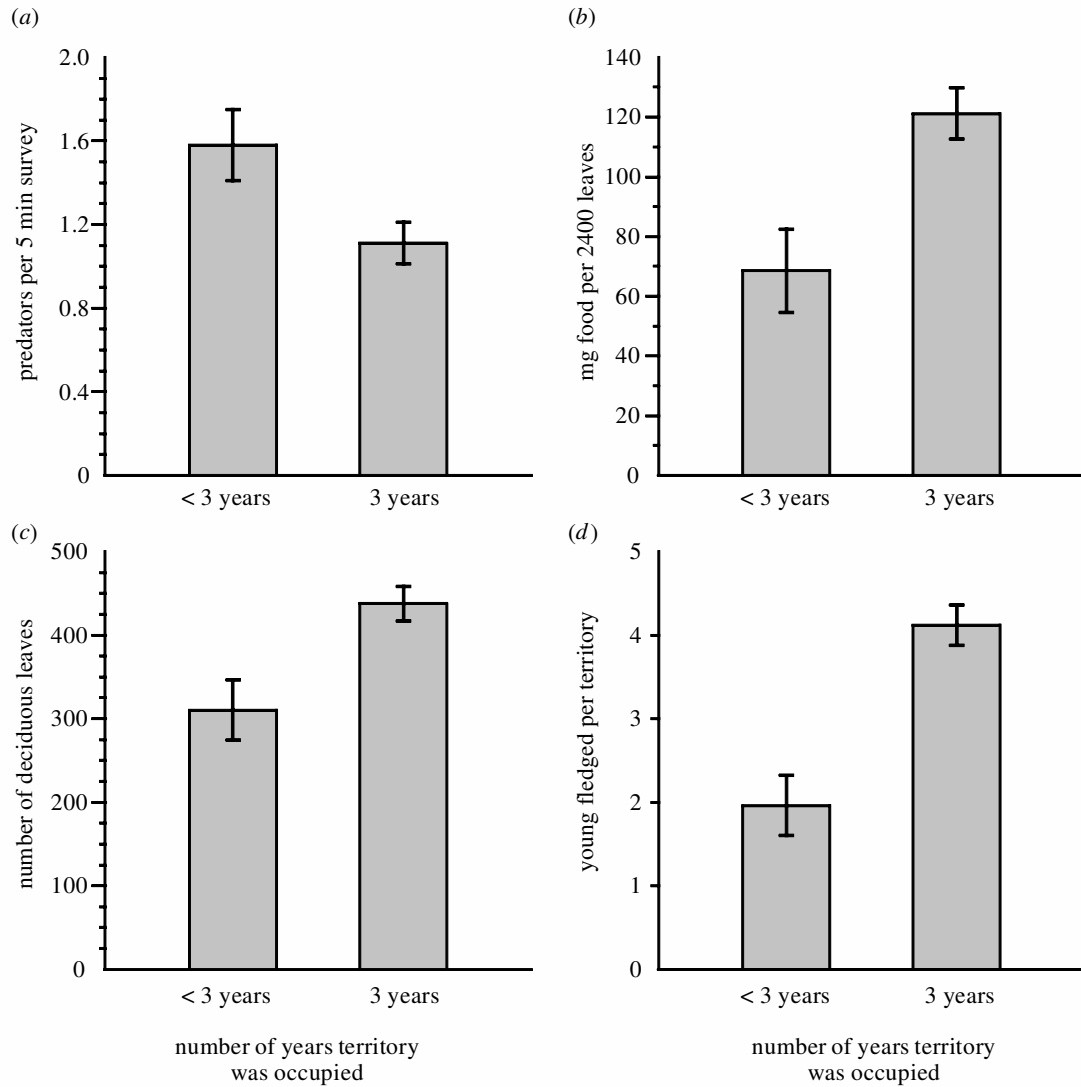 (a)
2.0
1.6
1.2
0.8
0.4
0
predators per 5 min survey
< 3 years
3 years
(b)
140
120
100
80
60
40
20
0
mg food per 2400 leaves
< 3 years
3 years
(c)
500
400
300
200
100
0
number of deciduous leaves
< 3 years
3 years
number of years territory
was occupied
(d)
5
4
3
2
1
0
young fledged per territory
< 3 years
3 years
number of years territory
was occupied